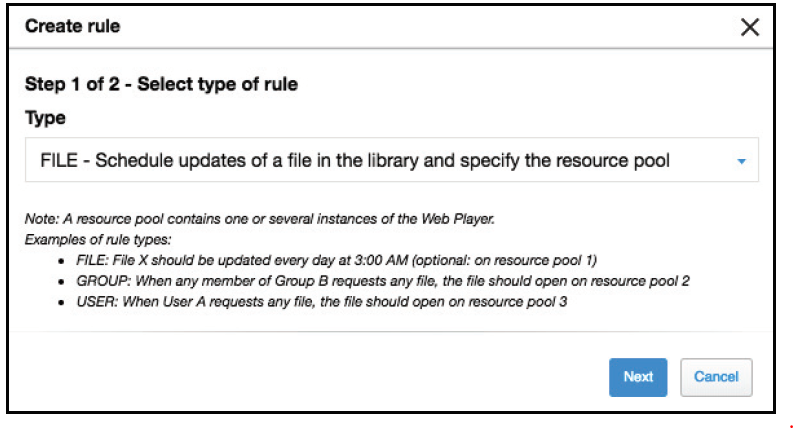 Create rule
Step 1 of 2 - Select type of rule
Type
FILE - Schedule updates of a file in the library and specify the resource pool
Note: A resource pool contains one or several instances of the Web Player.
Examples of rule types:
• FILE: File X should be updated every day at 3:00 AM (optional: on resource pool 1)
• GROUP: When any member of Group B requests any file, the file should open on resource pool 2
• USER: When User A requests any file, the file should open on resource pool 3
Next Cancel